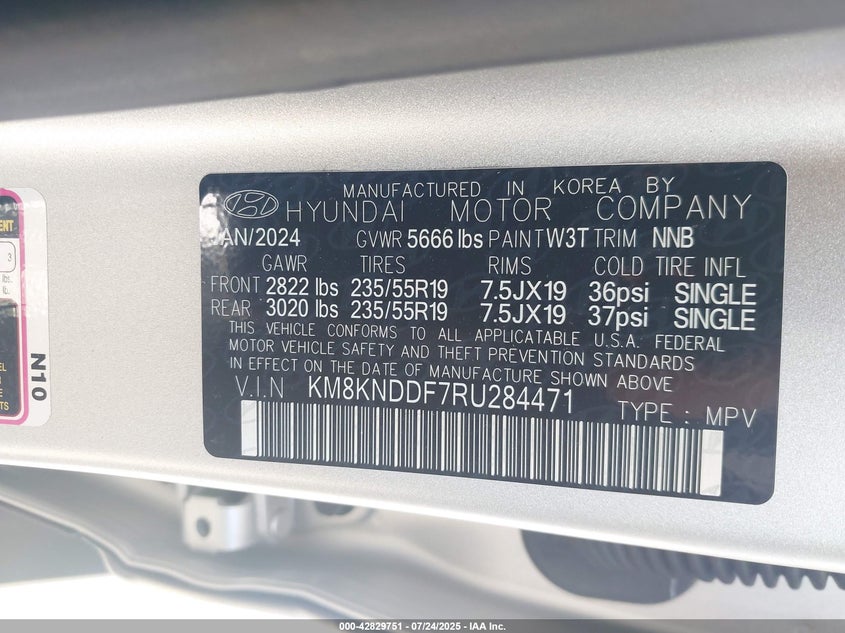 MANUFACTURED IN KOREA BY
HYUNDAI MOTOR COMPANY
JAN/2024 GVWR 5666 lbs PAINT W3T TRIM NNB
GAWR TIRES RIMS COLD TIRE INFL
FRONT 2822 lbs 235/55R19 7.5JX19 36psi SINGLE
REAR 3020 lbs 235/55R19 7.5JX19 37psi SINGLE
THIS VEHICLE CONFORMS TO ALL APPLICABLE U.S.A. FEDERAL
MOTOR VEHICLE SAFETY AND THEFT PREVENTION STANDARDS
IN EFFECT ON THE DATE OF MANUFACTURE SHOWN ABOVE
V.I.N KM8KNDDF7RU284471
TYPE : MPV
3
lbs.
N10
000-42829751 - 07/24/2025 - IAA Inc.